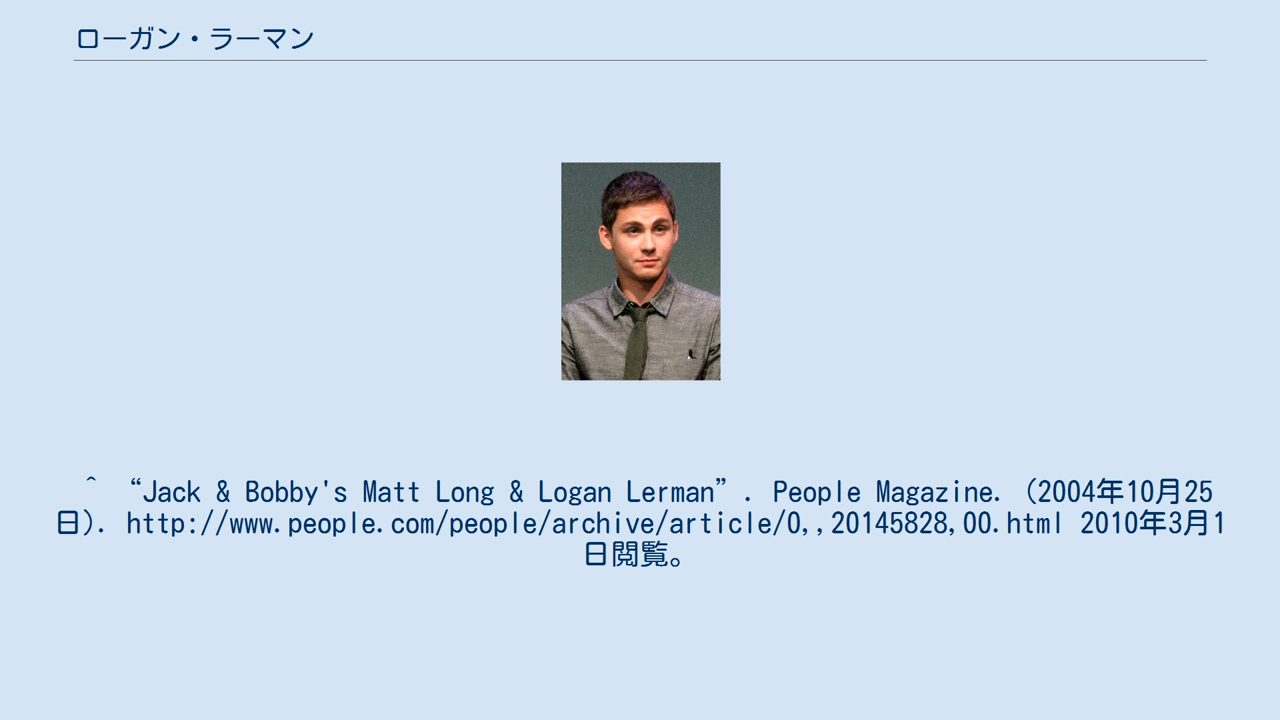 ローガン・ラーマン
^ “Jack & Bobby's Matt Long & Logan Lerman”. People Magazine. (2004年10月25
日). http://www.people.com/people/archive/article/0,,20145828,00.html 2010年3月1
日閲覧。